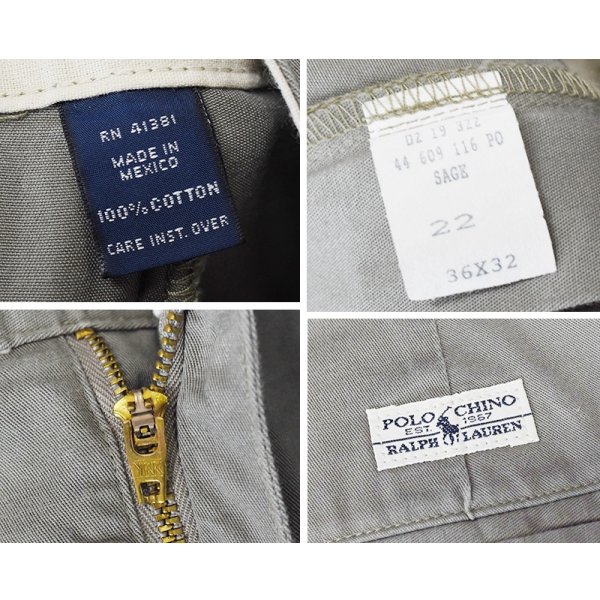 RN 41381
MADE IN
MEXICO
100% COTTON
CARE INST. OVER
DZ 19 322
44 609 116 PO
SAGE
22
36X32
YKK
POLO CHINO
EST. 1967
RALPH LAUREN